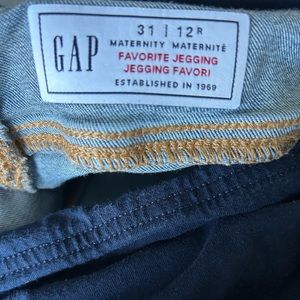 GAP
31 | 12R
MATERNITY MATERNITÉ
FAVORITE JEGGING
JEGGING FAVORI
ESTABLISHED IN 1969